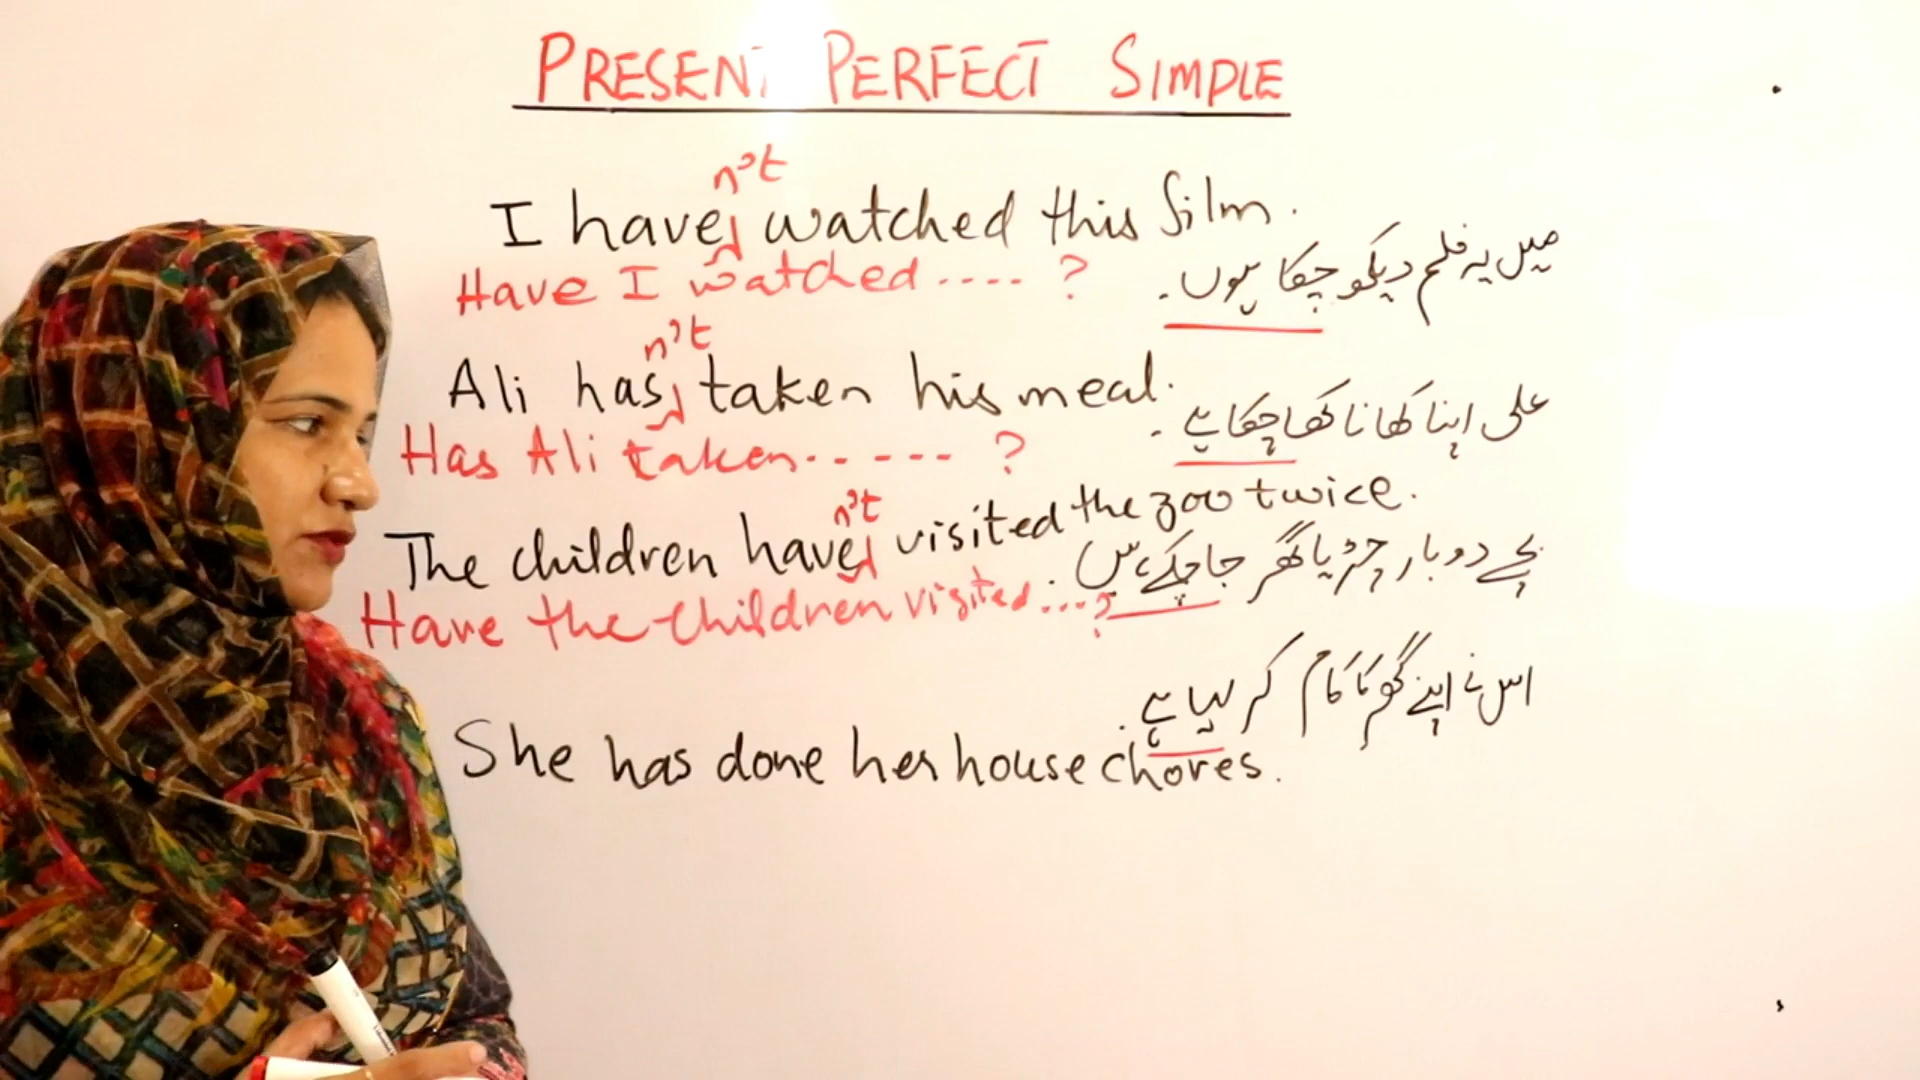 PRESENT PERFECT SIMPLE
n't
I have watched this film.
میں یہ فلم دیکھ چکا ہوں۔
Have I watched .... ?
n't
Ali has taken his meal.
علی اپنا کھانا کھا چکا ہے۔
Has Ali taken...... ?
n't
The children have visited the zoo twice.
بچے دو بار چڑیا گھر جا چکے ہیں۔
Have the children visited ....?
اس نے اپنے گھر کا کام کر لیا ہے۔
She has done her house chores.